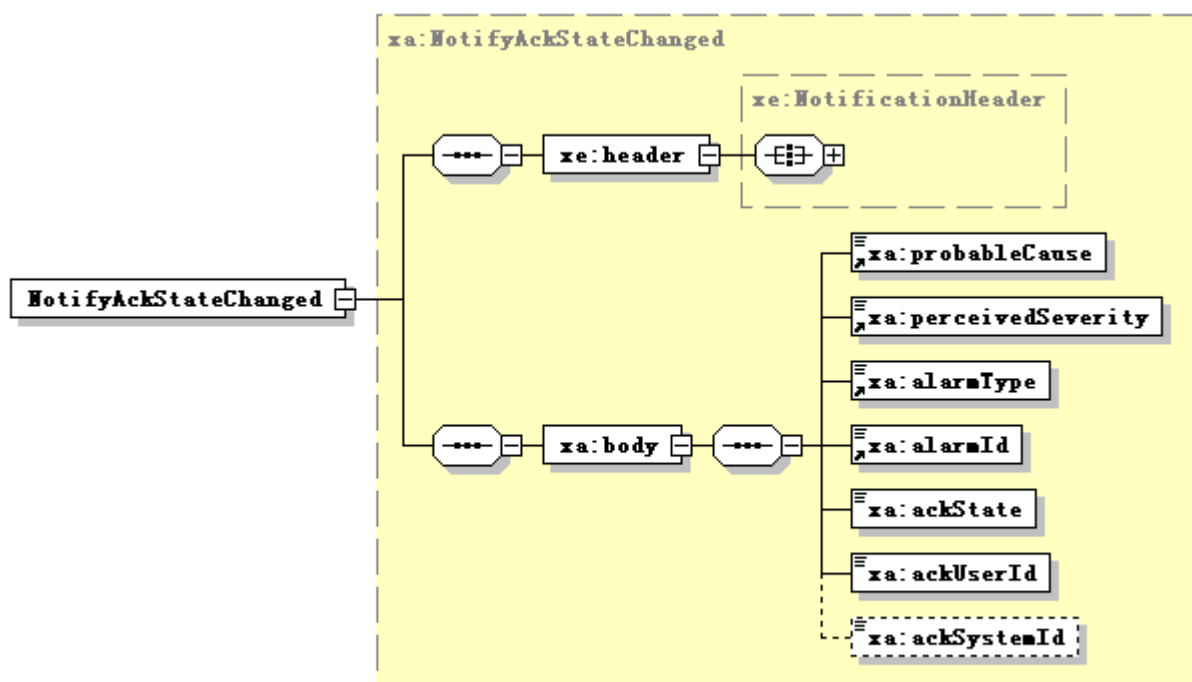 xa:NotifyAckStateChanged
xe:NotificationHeader
xe:header
xa:probableCause
NotifyAckStateChanged
xa:perceivedSeverity
xa:alarmType
xa:body
xa:alarmId
xa:ackState
xa:ackUserId
xa:ackSystemId